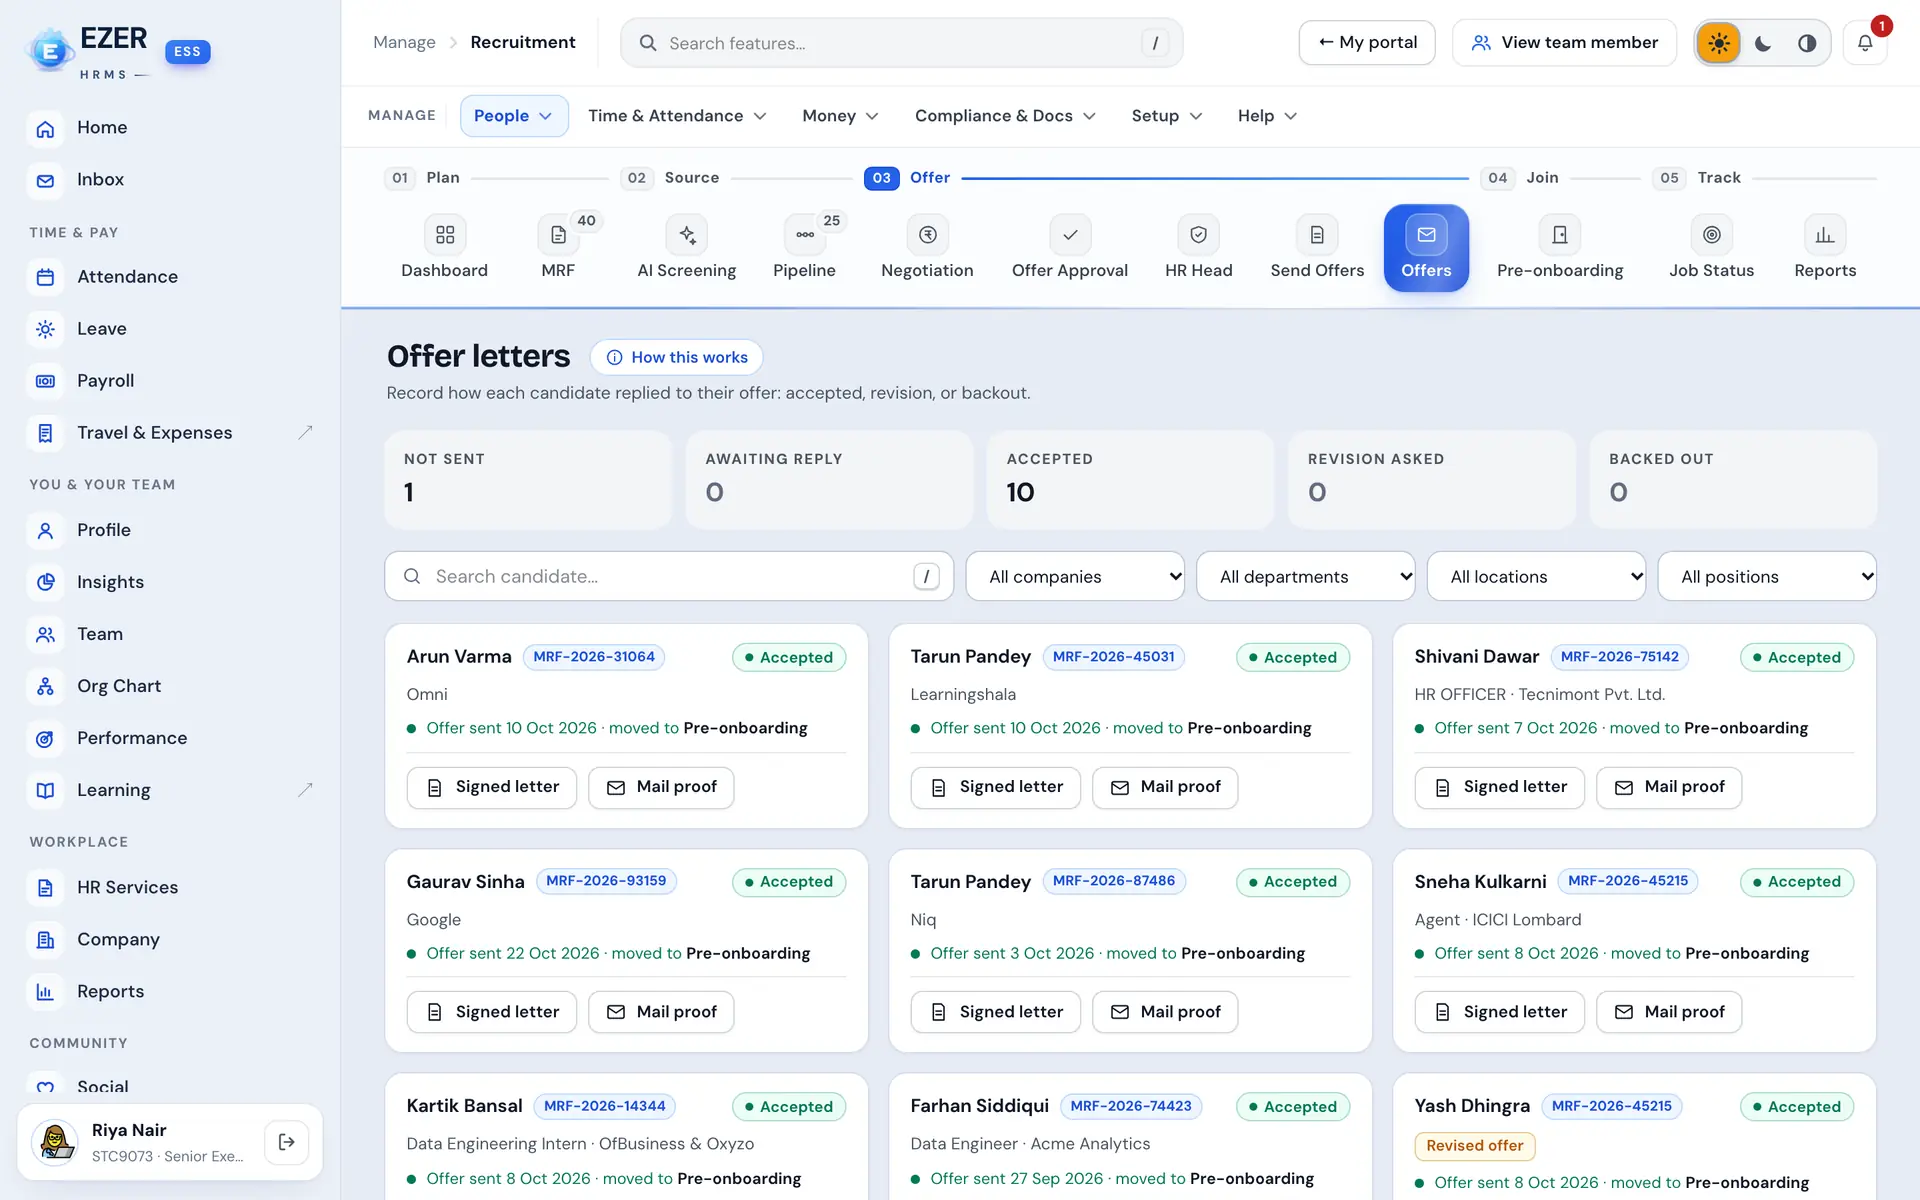 EZER
HRMS
ESS
Home
Inbox
TIME & PAY
Attendance
Leave
Payroll
Travel & Expenses
YOU & YOUR TEAM
Profile
Insights
Team
Org Chart
Performance
Learning
WORKPLACE
HR Services
Company
Reports
COMMUNITY
Social
Riya Nair
STC9073 · Senior Exe...
Manage > Recruitment
Search features... /
← My portal
View team member
1
MANAGE People Time & Attendance Money Compliance & Docs Setup Help
01 Plan 02 Source 03 Offer 04 Join 05 Track
40 25
Dashboard MRF AI Screening Pipeline Negotiation Offer Approval HR Head Send Offers Offers Pre-onboarding Job Status Reports
Offer letters How this works
Record how each candidate replied to their offer: accepted, revision, or backout.
NOT SENT AWAITING REPLY ACCEPTED REVISION ASKED BACKED OUT
1 0 10 0 0
Search candidate... / All companies All departments All locations All positions
Arun Varma MRF-2026-31064 Accepted
Omni
Offer sent 10 Oct 2026 · moved to Pre-onboarding
Signed letter Mail proof
Tarun Pandey MRF-2026-45031 Accepted
Learningshala
Offer sent 10 Oct 2026 · moved to Pre-onboarding
Signed letter Mail proof
Shivani Dawar MRF-2026-75142 Accepted
HR OFFICER · Tecnimont Pvt. Ltd.
Offer sent 7 Oct 2026 · moved to Pre-onboarding
Signed letter Mail proof
Gaurav Sinha MRF-2026-93159 Accepted
Google
Offer sent 22 Oct 2026 · moved to Pre-onboarding
Signed letter Mail proof
Tarun Pandey MRF-2026-87486 Accepted
Niq
Offer sent 3 Oct 2026 · moved to Pre-onboarding
Signed letter Mail proof
Sneha Kulkarni MRF-2026-45215 Accepted
Agent · ICICI Lombard
Offer sent 8 Oct 2026 · moved to Pre-onboarding
Signed letter Mail proof
Kartik Bansal MRF-2026-14344 Accepted
Data Engineering Intern · OfBusiness & Oxyzo
Offer sent 8 Oct 2026 · moved to Pre-onboarding
Farhan Siddiqui MRF-2026-74423 Accepted
Data Engineer · Acme Analytics
Offer sent 27 Sep 2026 · moved to Pre-onboarding
Yash Dhingra MRF-2026-45215 Accepted
Revised offer
Offer sent 8 Oct 2026 · moved to Pre-onboarding